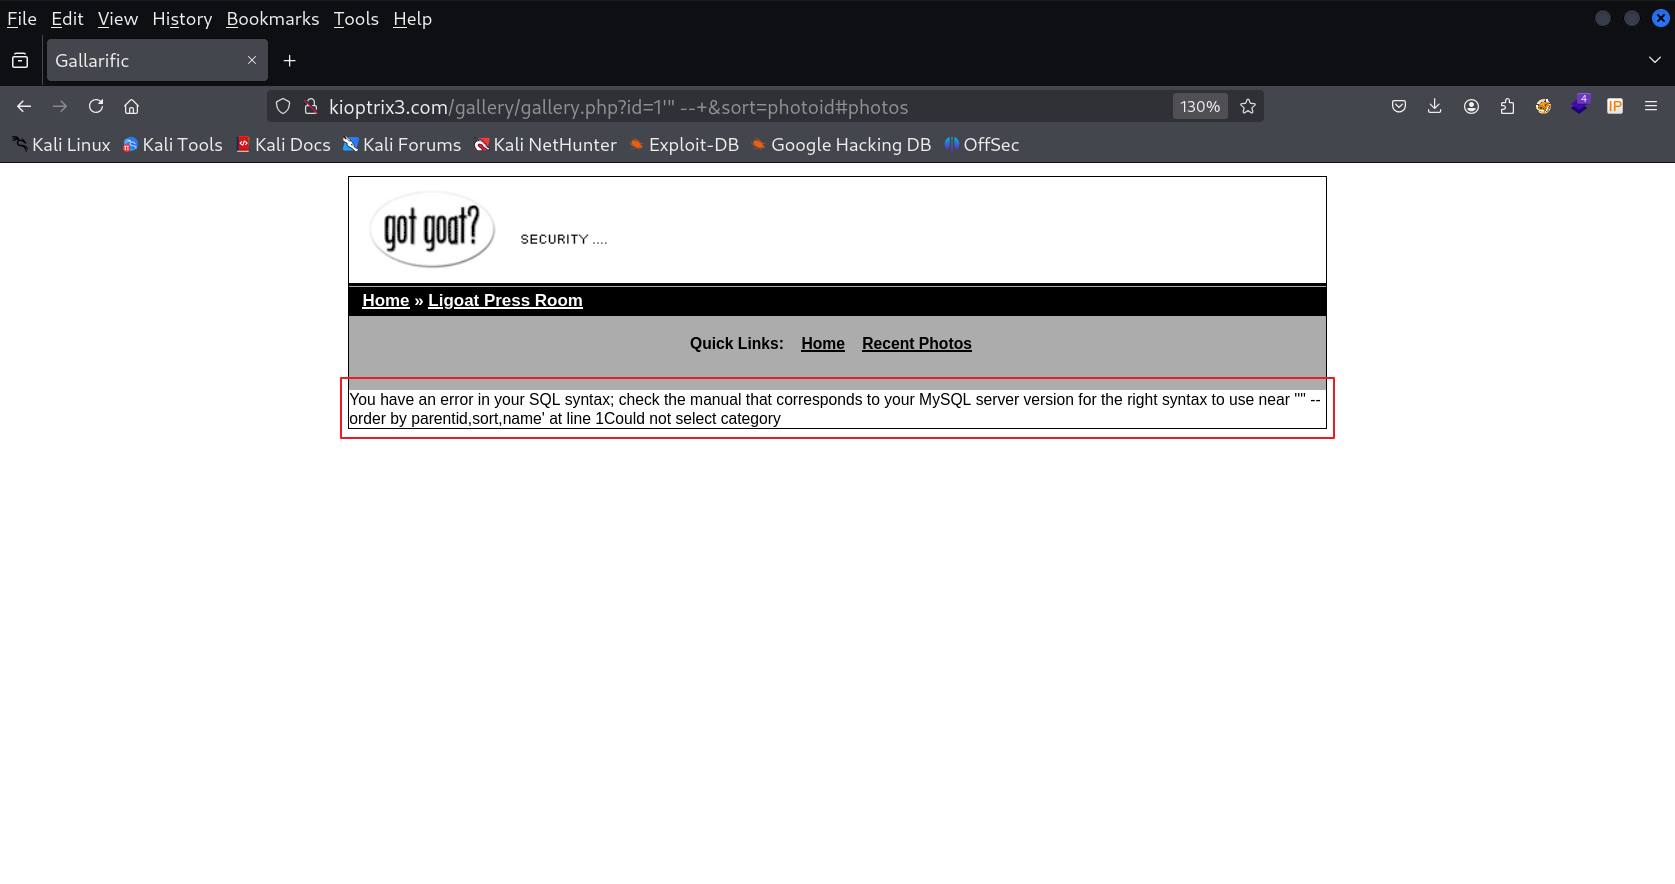 File Edit View History Bookmarks Tools Help
Gallarific
kioptrix3.com/gallery/gallery.php?id=1'" --+&sort=photoid#photos 130% 4 IP
Kali Linux Kali Tools Kali Docs Kali Forums Kali NetHunter Exploit-DB Google Hacking DB OffSec
got goat?
SECURITY ....
Home » Ligoat Press Room
Quick Links: Home Recent Photos
You have an error in your SQL syntax; check the manual that corresponds to your MySQL server version for the right syntax to use near ''" --
order by parentid,sort,name' at line 1Could not select category